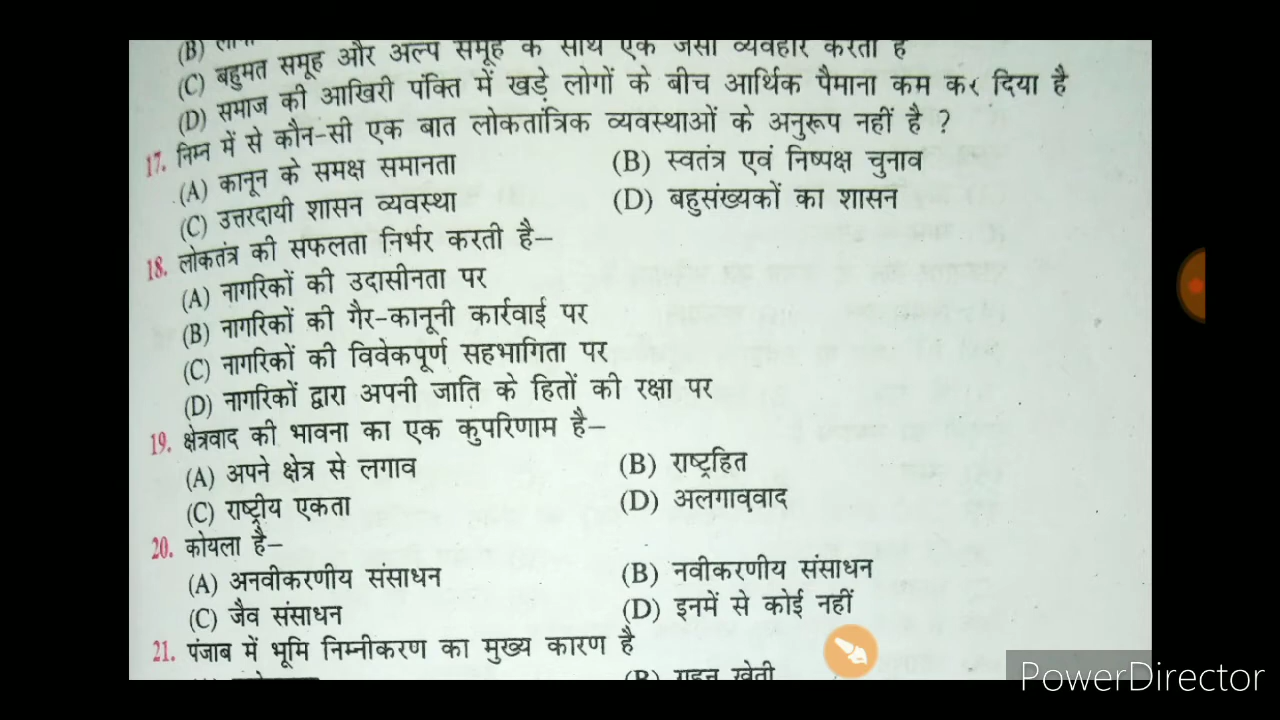 (B)
(C) बहुमत समूह और अल्प समूह के साथ एक जैसा व्यवहार करता है
(D) समाज की आखिरी पंक्ति में खड़े लोगों के बीच आर्थिक पैमाना कम कर दिया है
17. निम्न में से कौन-सी एक बात लोकतांत्रिक व्यवस्थाओं के अनुरूप नहीं है ?
(A) कानून के समक्ष समानता (B) स्वतंत्र एवं निष्पक्ष चुनाव
(C) उत्तरदायी शासन व्यवस्था (D) बहुसंख्यकों का शासन
18. लोकतंत्र की सफलता निर्भर करती है–
(A) नागरिकों की उदासीनता पर
(B) नागरिकों की गैर-कानूनी कार्रवाई पर
(C) नागरिकों की विवेकपूर्ण सहभागिता पर
(D) नागरिकों द्वारा अपनी जाति के हितों की रक्षा पर
19. क्षेत्रवाद की भावना का एक कुपरिणाम है–
(A) अपने क्षेत्र से लगाव (B) राष्ट्रहित
(C) राष्ट्रीय एकता (D) अलगाववाद
20. कोयला है–
(A) अनवीकरणीय संसाधन (B) नवीकरणीय संसाधन
(C) जैव संसाधन (D) इनमें से कोई नहीं
21. पंजाब में भूमि निम्नीकरण का मुख्य कारण है
(B) गहन खेती
PowerDirector